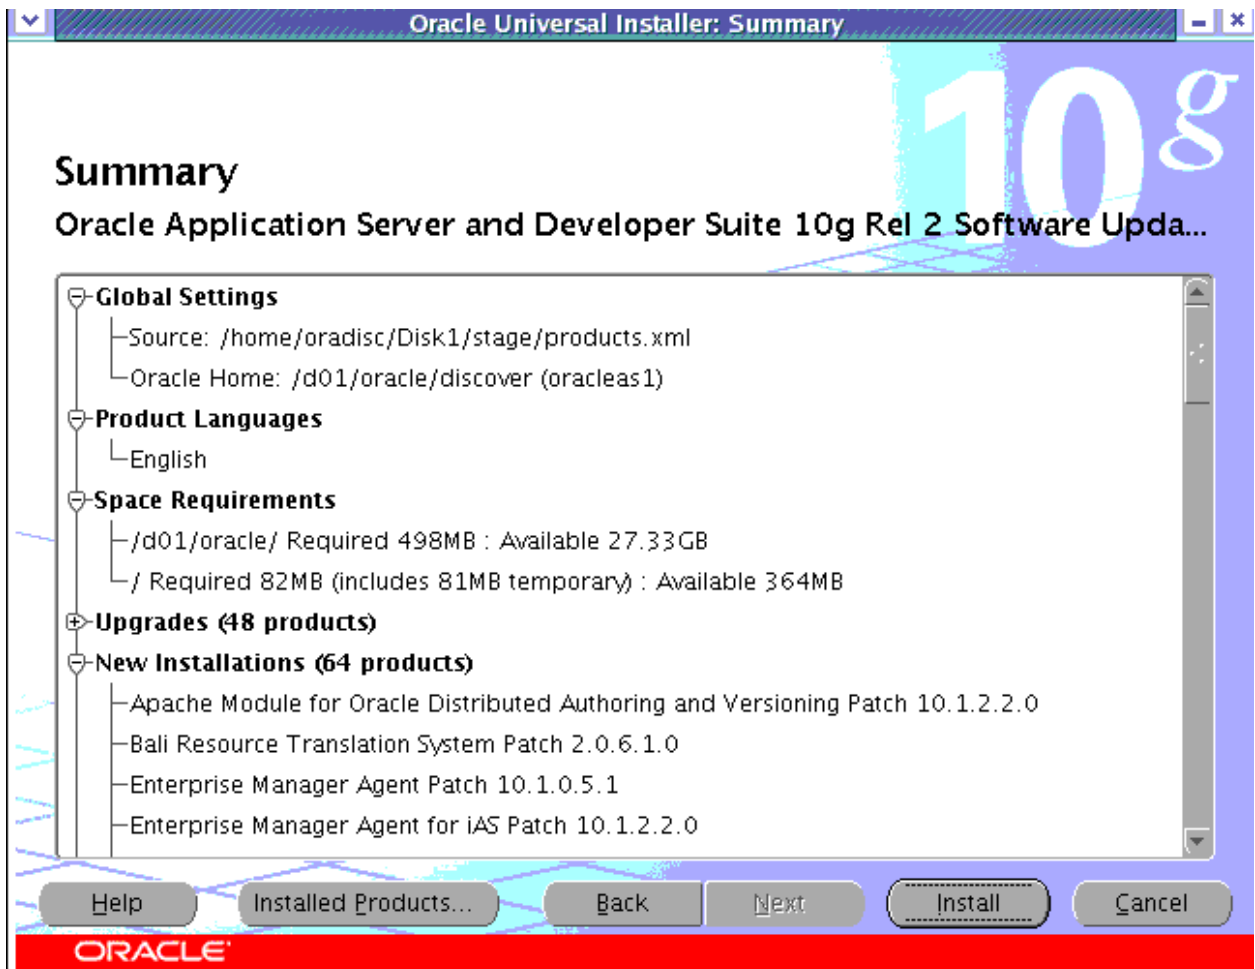 Oracle Universal Installer: Summary
10g
Summary
Oracle Application Server and Developer Suite 10g Rel 2 Software Upda...
Global Settings
Source: /home/oradisc/Disk1/stage/products.xml
Oracle Home: /d01/oracle/discover (oracleas1)
Product Languages
English
Space Requirements
/d01/oracle/ Required 498MB : Available 27.33GB
/ Required 82MB (includes 81MB temporary) : Available 364MB
Upgrades (48 products)
New Installations (64 products)
Apache Module for Oracle Distributed Authoring and Versioning Patch 10.1.2.2.0
Bali Resource Translation System Patch 2.0.6.1.0
Enterprise Manager Agent Patch 10.1.0.5.1
Enterprise Manager Agent for iAS Patch 10.1.2.2.0
Help Installed Products... Back Next Install Cancel
ORACLE